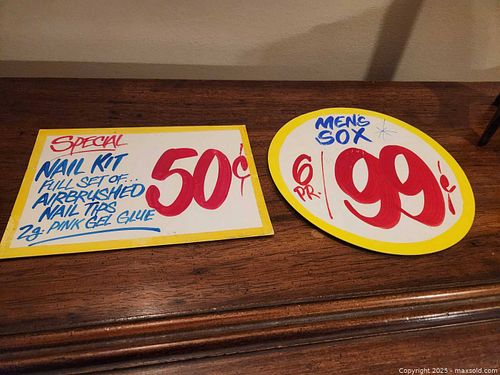 SPECIAL
NAIL KIT
FULL SET OF...
AIRBRUSHED
NAIL TIPS
2g. PINK GEL GLUE
50¢
MENS
SOX
6
PR.
99¢
Copyright 2025 - maxsold.com